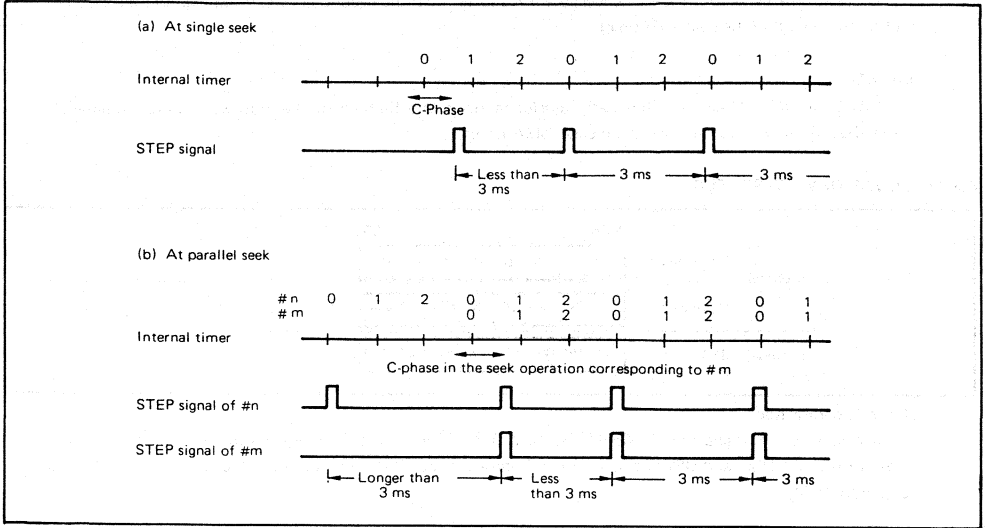 (a) At single seek
0 1 2 0 1 2 0 1 2
Internal timer
C-Phase
STEP signal
Less than 3 ms
3 ms
3 ms
(b) At parallel seek
# n 0 1 2 0 1 2 0 1 2 0 1
# m 0 1 2 0 1 2 0 1
Internal timer
C-phase in the seek operation corresponding to # m
STEP signal of #n
STEP signal of #m
Longer than 3 ms
Less than 3 ms
3 ms
3 ms